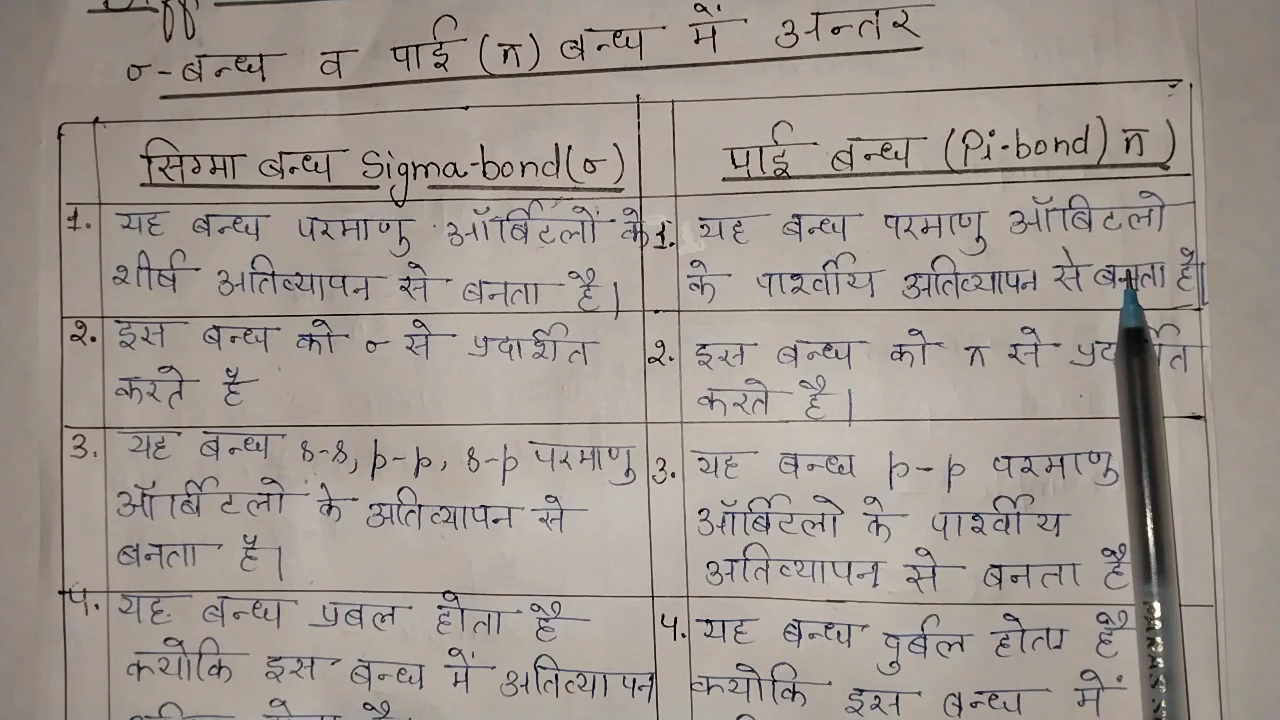 σ-बन्ध व पाई (π) बन्ध में अन्तर
सिग्मा बन्ध Sigma-bond(σ)
1. यह बन्ध परमाणु ऑर्बिटलों के
शीर्ष अतिव्यापन से बनता है।
2. इस बन्ध को σ से प्रदर्शित
करते है
3. यह बन्ध s-s, p-p, s-p परमाणु
ऑर्बिटलो के अतिव्यापन से
बनता है।
4. यह बन्ध प्रबल होता है
क्योकि इस बन्ध में अतिव्यापन
पाई बन्ध (Pi-bond) π)
1. यह बन्ध परमाणु ऑर्बिटलो
के पार्श्वीय अतिव्यापन से बनता है।
2. इस बन्ध को π से
करते है।
3. यह बन्ध p-p परमाणु
ऑर्बिटलो के पार्श्वीय
अतिव्यापन से बनता है
4. यह बन्ध दुर्बल होता है
क्योकि इस बन्ध में